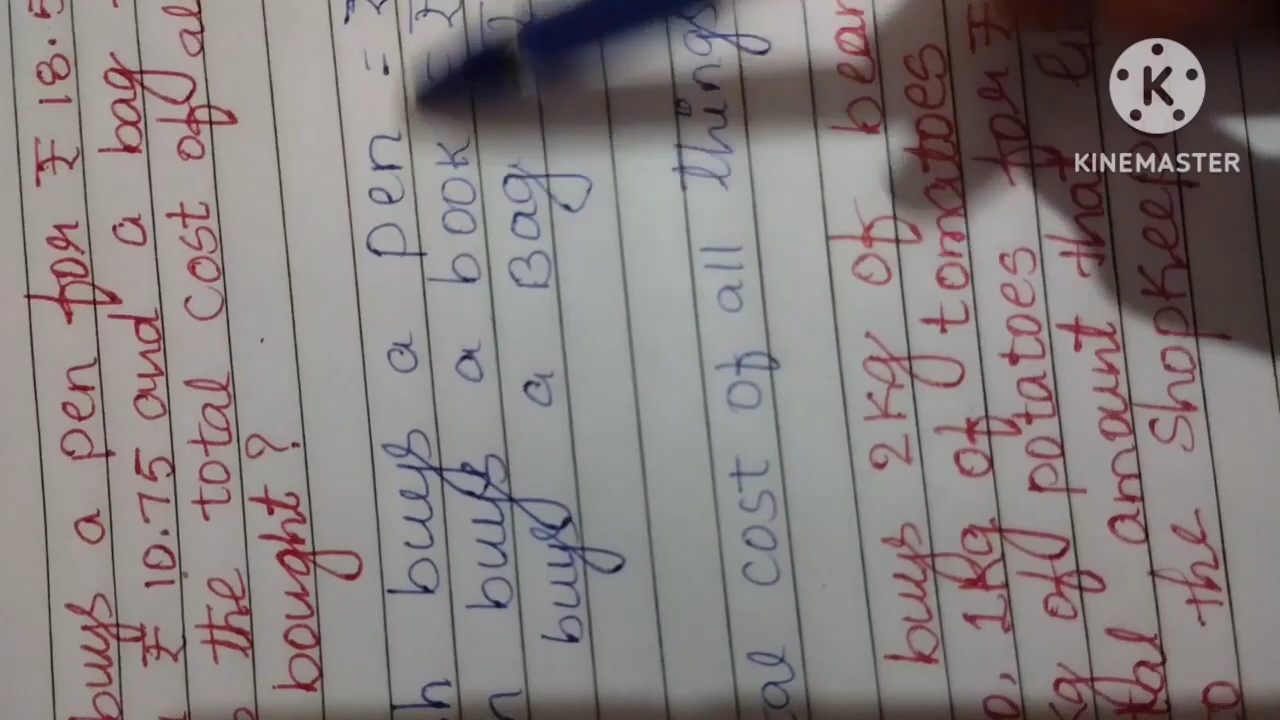 buys a pen for ₹ 18.5
₹ 10.75 and a bag
the total cost of al
bought ?
h buys a pen =
n buys a book =
buys a Bag
al cost of all things
buys 2 kg of bean
0, 1 kg of tomatoes
kg of potatoes for ₹
tal amount that
o the Shopkeep
KINEMASTER